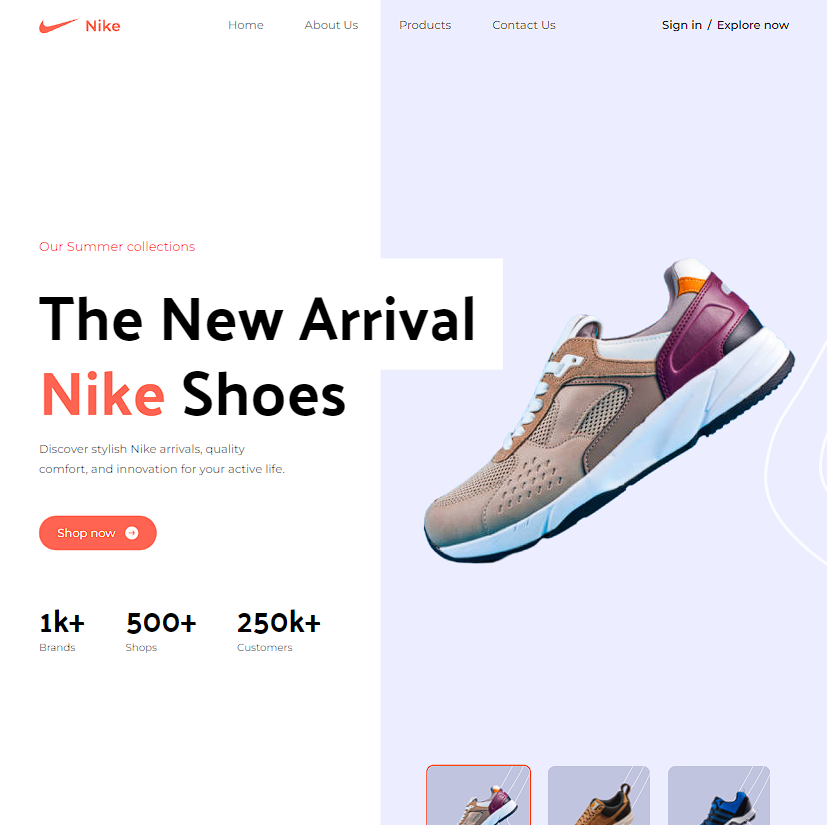 Nike
Home
About Us
Products
Contact Us
Sign in / Explore now
Our Summer collections
The New Arrival
Nike Shoes
Discover stylish Nike arrivals, quality
comfort, and innovation for your active life.
Shop now
1k+
Brands
500+
Shops
250k+
Customers